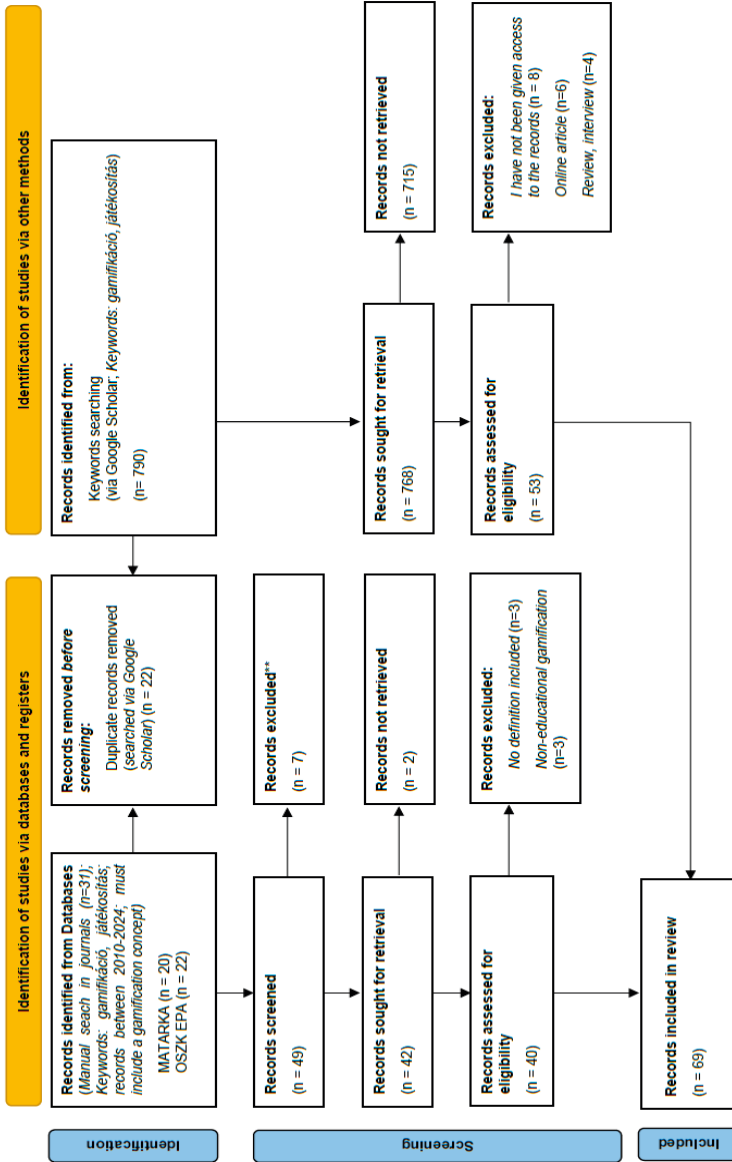 Identification of studies via databases and registers
Identification of studies via other methods
Identification
Records identified from Databases
(Manual seach in journals (n=31);
Keywords: gamifikáció, játékosítás;
records between 2010-2024; must
include a gamification concept)
MATARKA (n = 20)
OSZK EPA (n = 22)
Records removed before
screening:
Duplicate records removed
(searched via Google
Scholar) (n = 22)
Records identified from:
Keywords searching
(via Google Scholar; Keywords: gamifikáció, játékosítás)
(n= 790)
Screening
Records screened
(n = 49)
Records excluded**
(n = 7)
Records sought for retrieval
(n = 42)
Records not retrieved
(n = 2)
Records sought for retrieval
(n = 768)
Records not retrieved
(n = 715)
Records assessed for
eligibility
(n = 40)
Records excluded:
No definition included (n=3)
Non-educational gamification
(n=3)
Records assessed for
eligibility
(n = 53)
Records excluded:
I have not been given access
to the records (n = 8)
Online article (n=6)
Review, interview (n=4)
Included
Records included in review
(n = 69)